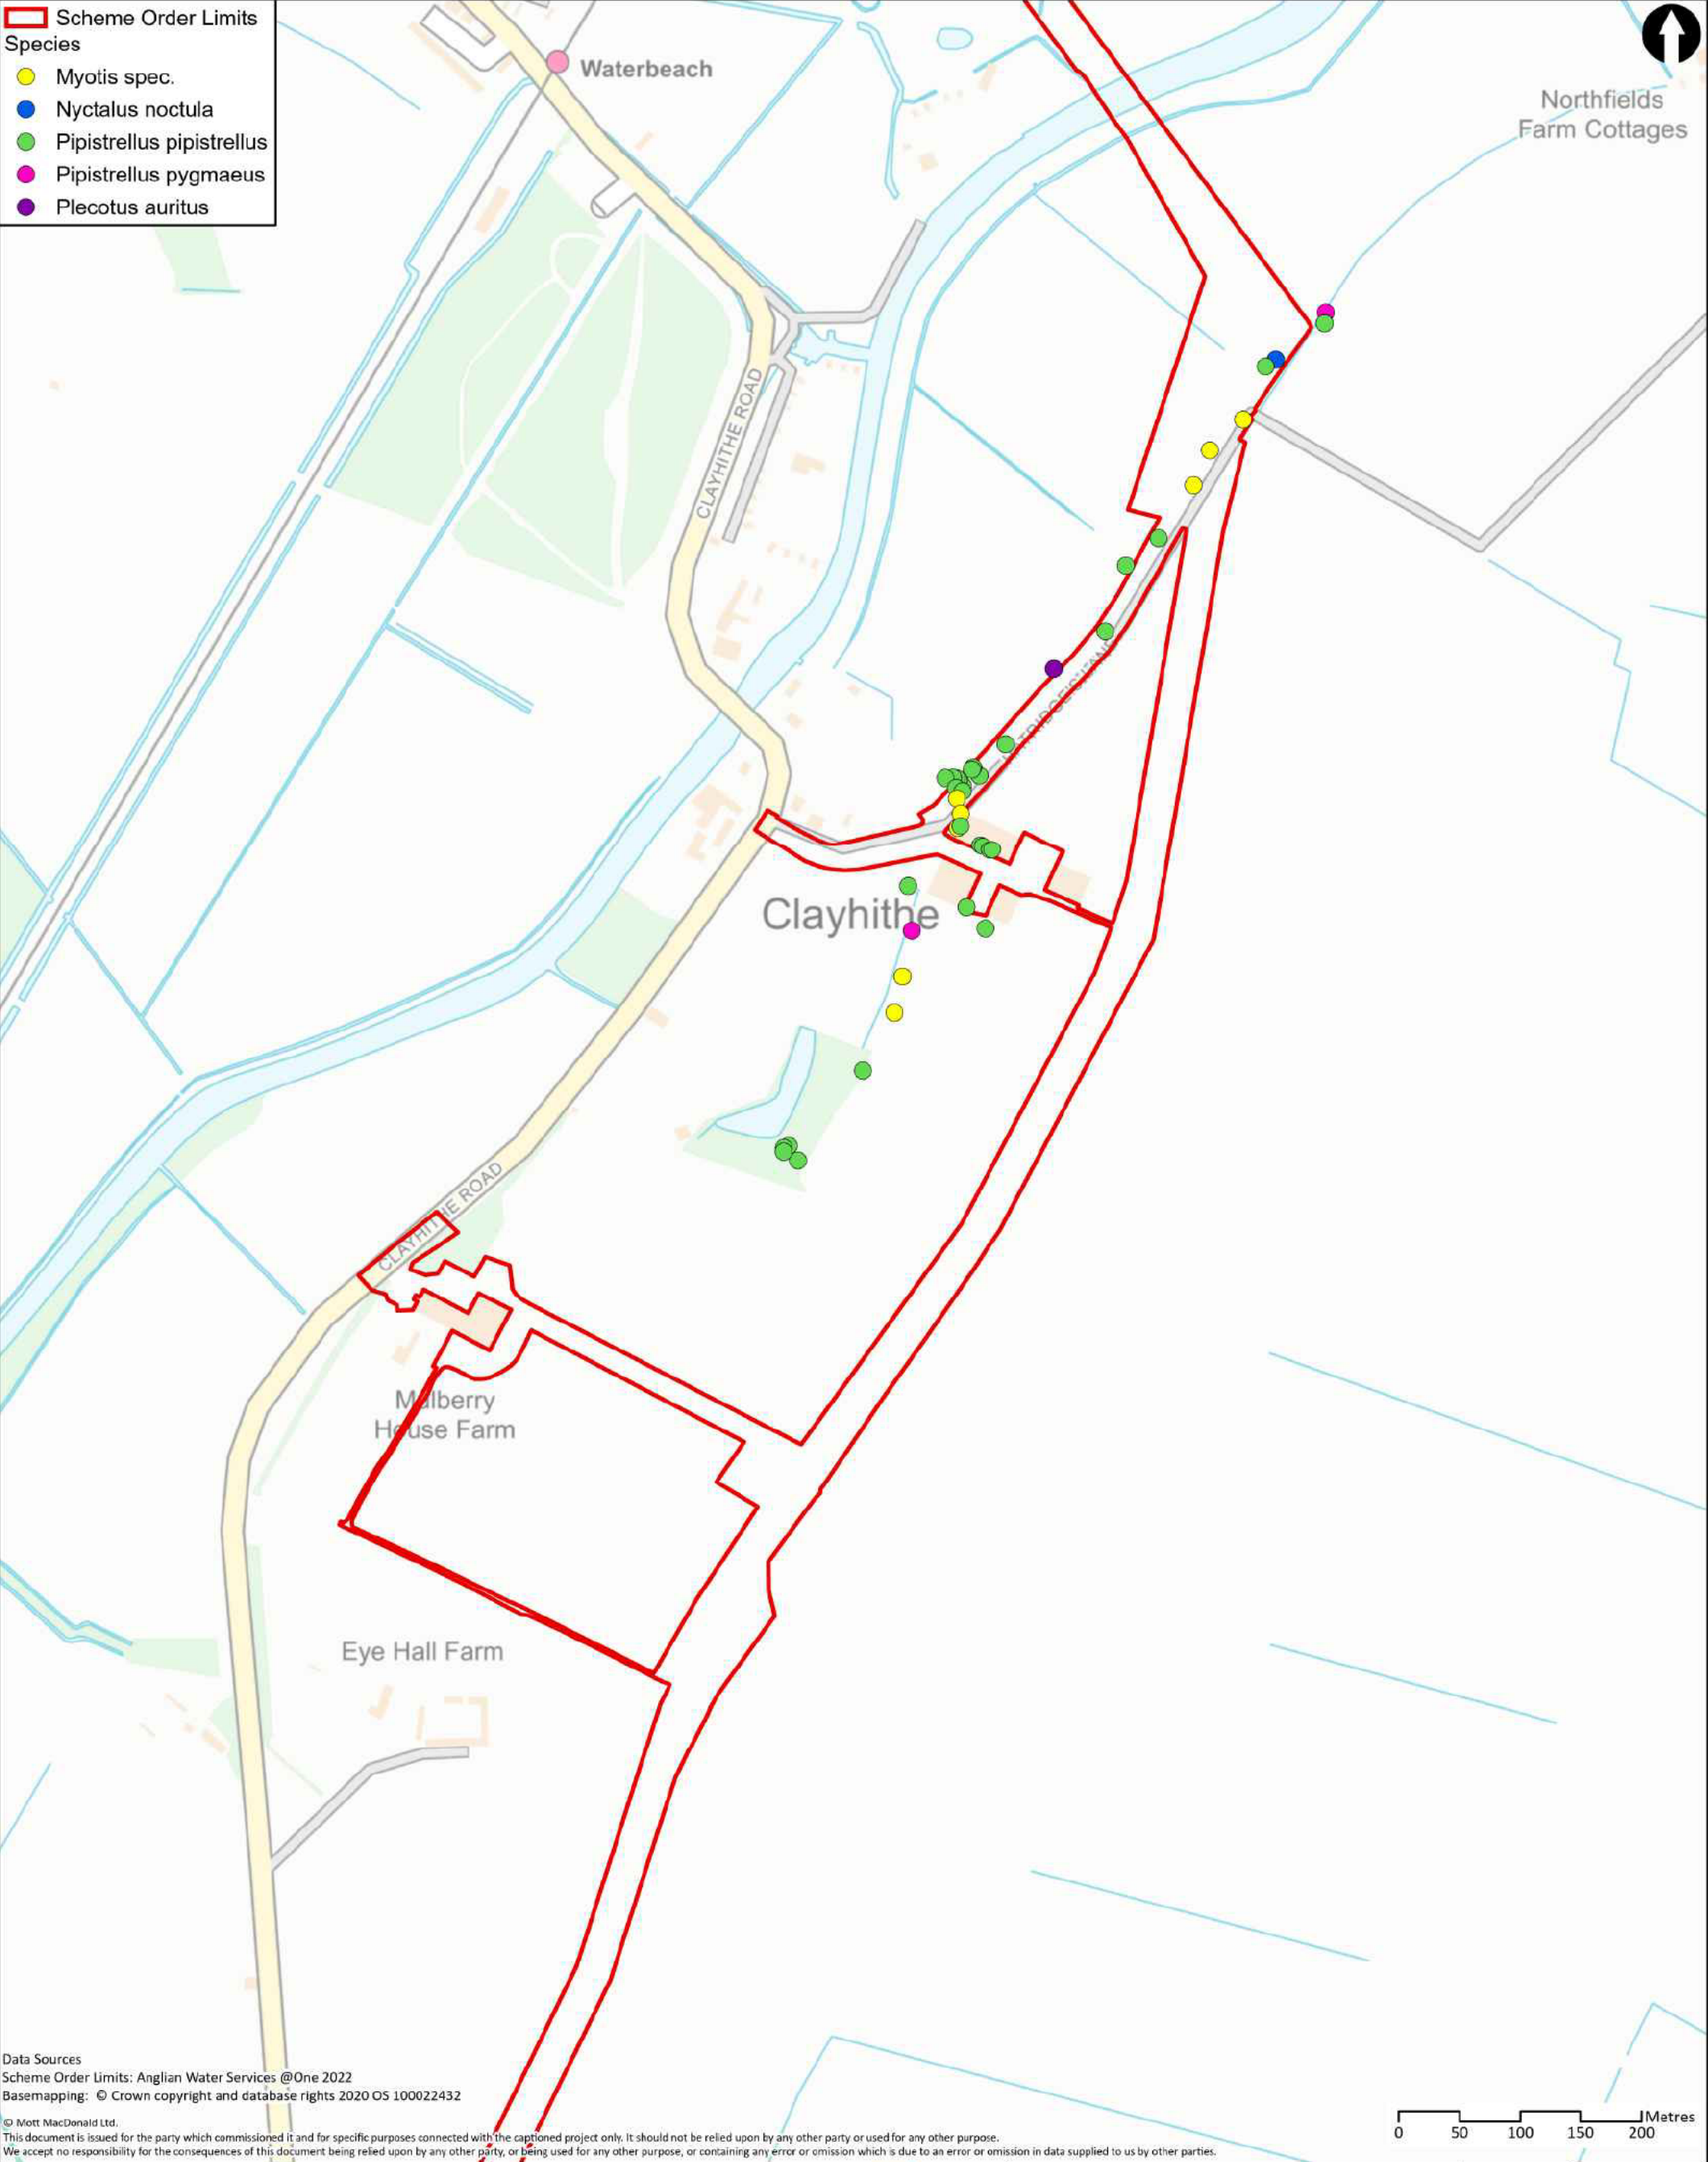 Scheme Order Limits
Species
Myotis spec.
Nyctalus noctula
Pipistrellus pipistrellus
Pipistrellus pygmaeus
Plecotus auritus
Waterbeach
Northfields
Farm Cottages
CLAYHITHE ROAD
Clayhithe
CLAYHITHE ROAD
Mulberry
House Farm
Eye Hall Farm
Data Sources
Scheme Order Limits: Anglian Water Services @One 2022
Basemapping: © Crown copyright and database rights 2020 OS 100022432
© Mott MacDonald Ltd.
This document is issued for the party which commissioned it and for specific purposes connected with the captioned project only. It should not be relied upon by any other party or used for any other purpose.
We accept no responsibility for the consequences of this document being relied upon by any other party, or being used for any other purpose, or containing any error or omission which is due to an error or omission in data supplied to us by other parties.
Metres
0 50 100 150 200